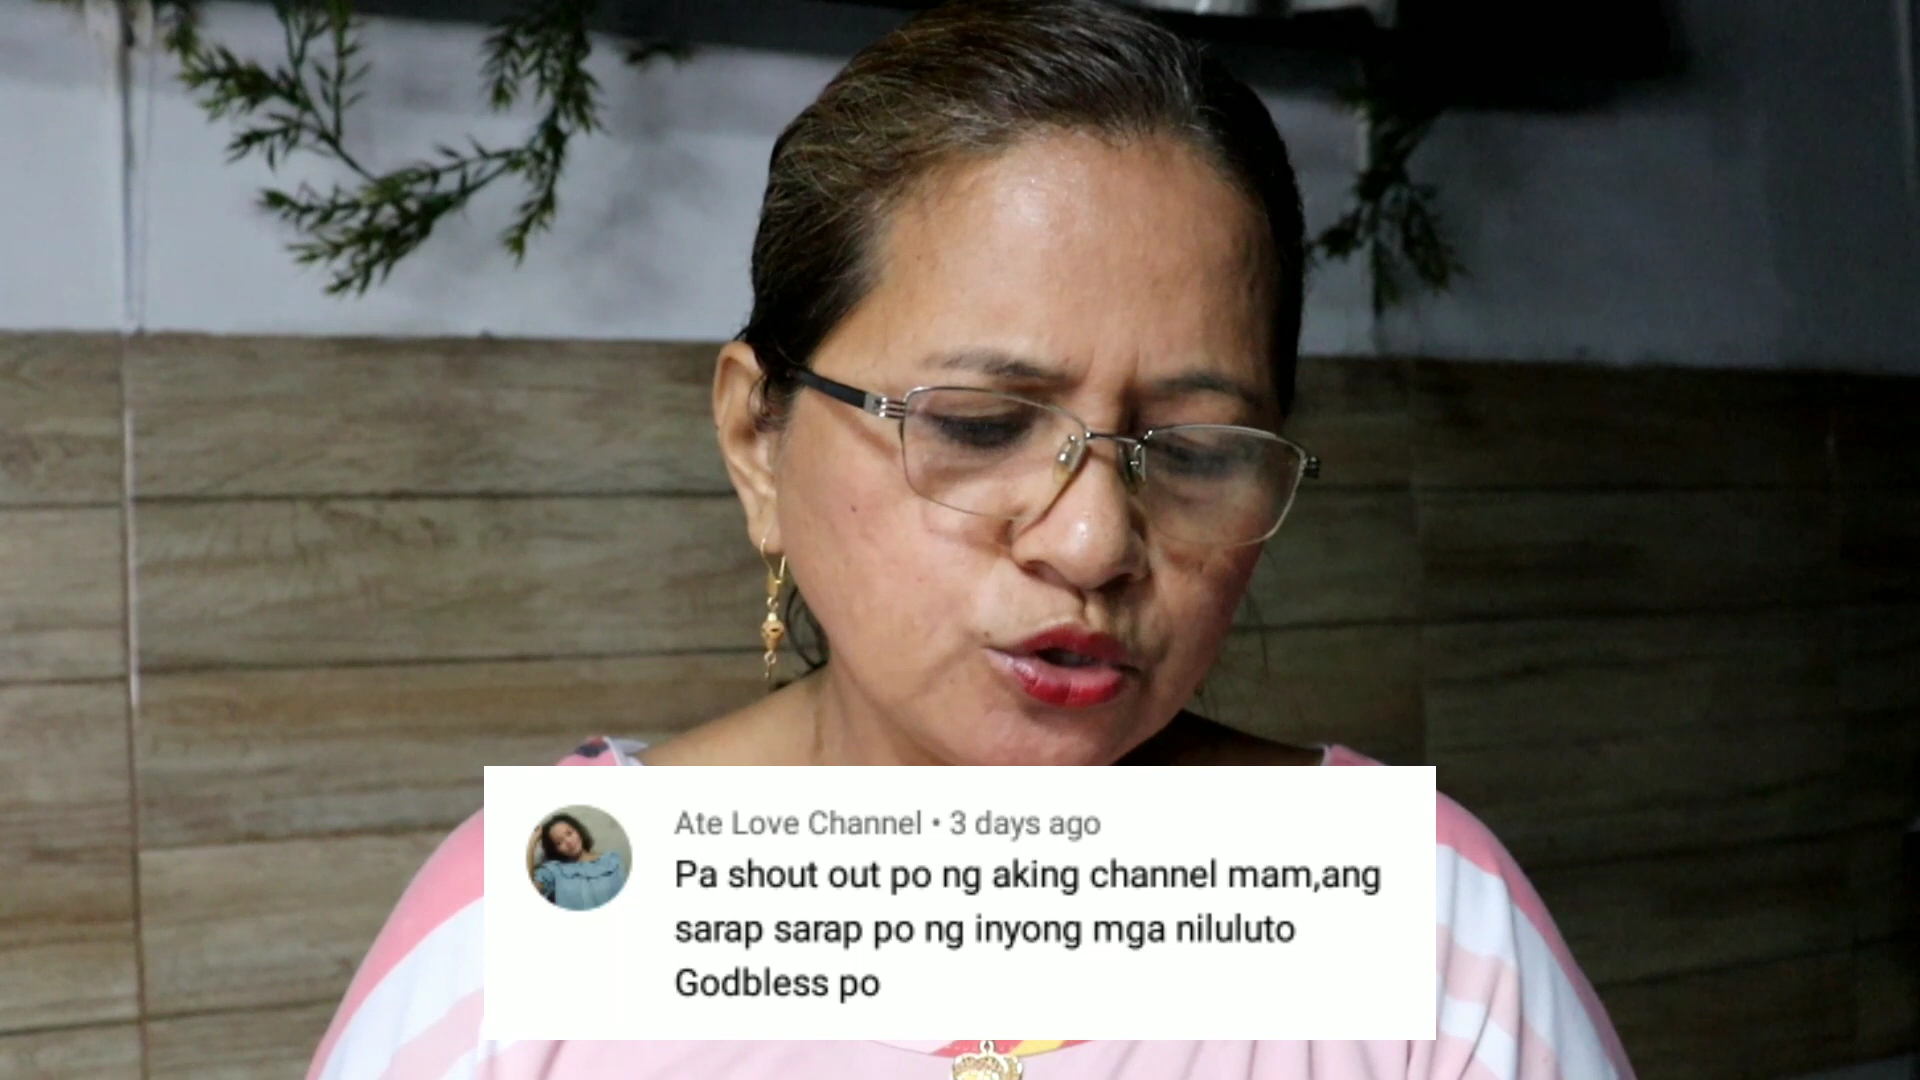 Ate Love Channel • 3 days ago
Pa shout out po ng aking channel mam,ang
sarap sarap po ng inyong mga niluluto
Godbless po